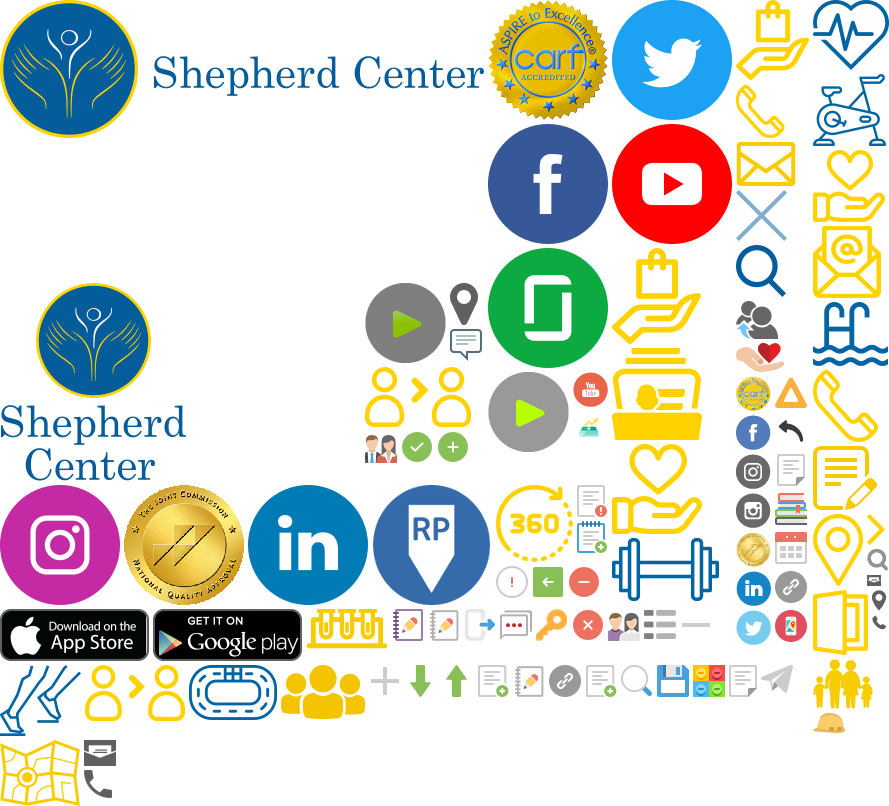 Shepherd Center
ASPIRE to Excellence®
carf
ACCREDITED
f
You
Tube
Shepherd
Center
carf
f
THE JOINT COMMISSION
NATIONAL QUALITY APPROVAL
in
RP
360
in
Download on the
App Store
GET IT ON
Google play